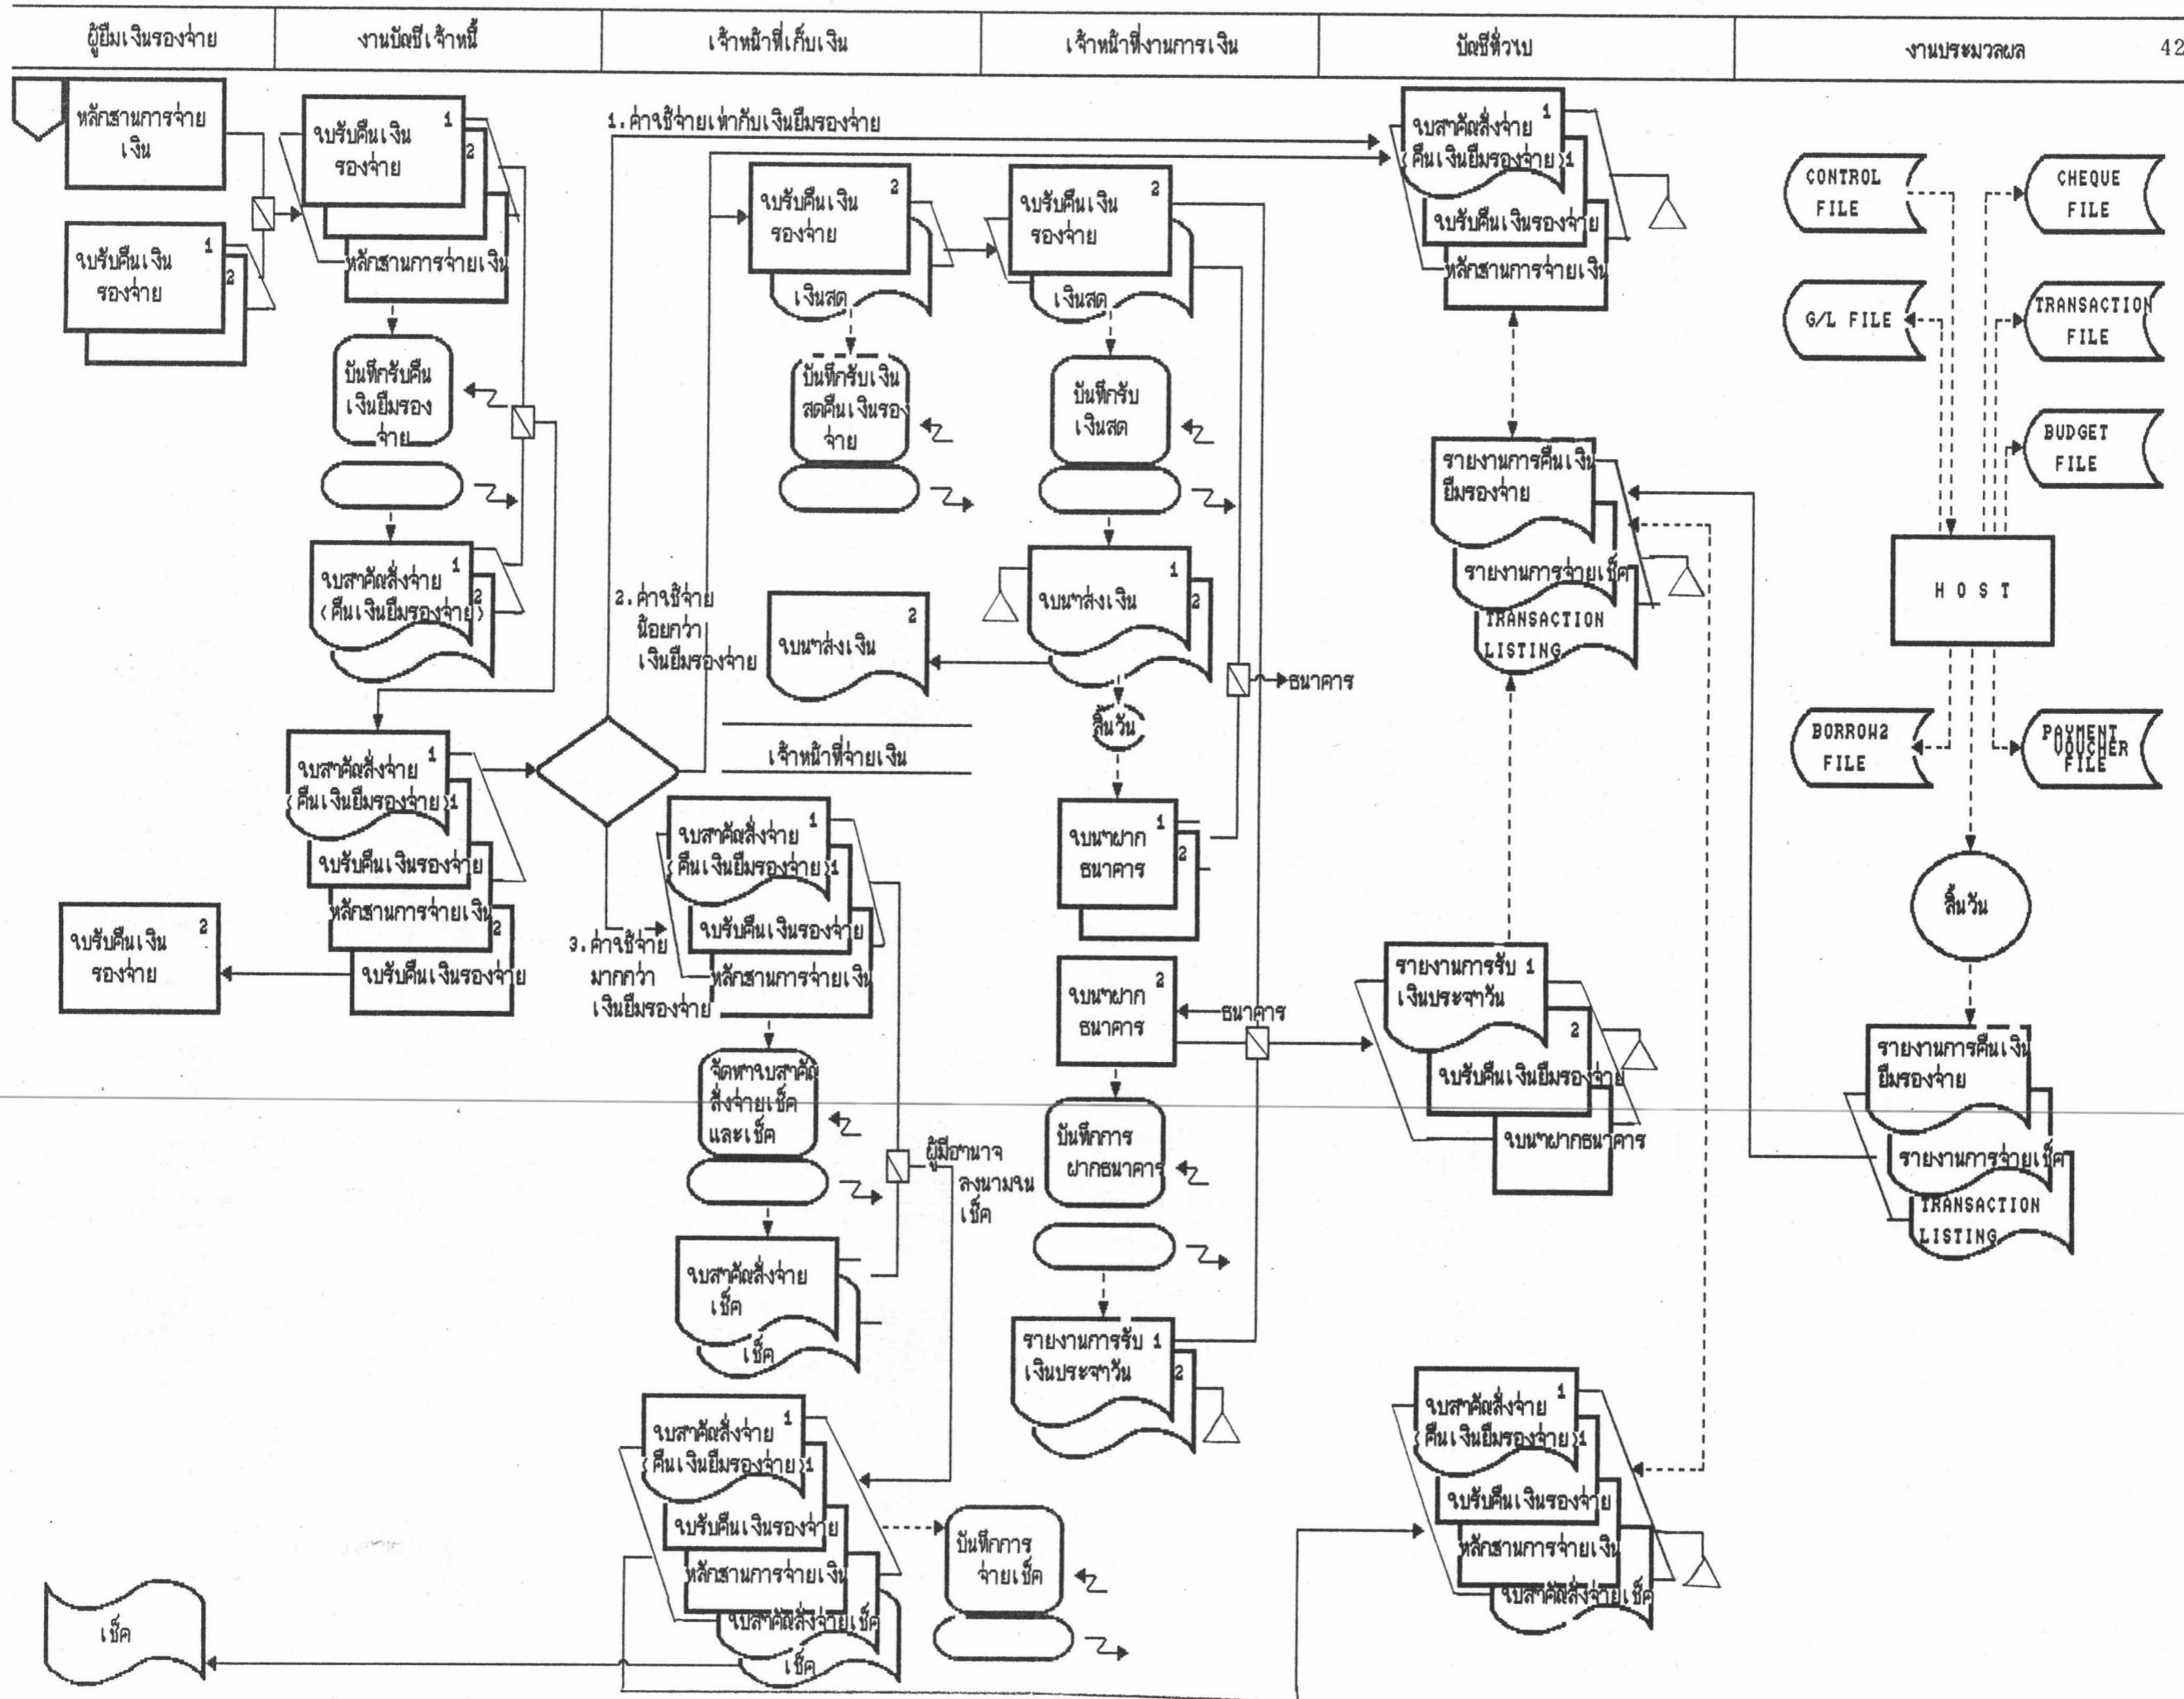 ผู้ยืมเงินรองจ่าย
งานบัญชีเจ้าหนี้
เจ้าหน้าที่เก็บเงิน
เจ้าหน้าที่งานการเงิน
บัญชีทั่วไป
งานประมวลผล
42
หลักฐานการจ่าย
เงิน
ใบรับคืนเงิน 1
รองจ่าย 2
ใบรับคืนเงิน 2
รองจ่าย
เช็ค
ใบรับคืนเงิน 1
รองจ่าย 2
หลักฐานการจ่ายเงิน
บันทึกรับคืน
เงินยืมรอง
จ่าย
ใบสำคัญสั่งจ่าย 1
(คืนเงินยืมรองจ่าย) 2
ใบสำคัญสั่งจ่าย 1
(คืนเงินยืมรองจ่าย) 1
ใบรับคืนเงินรองจ่าย
หลักฐานการจ่ายเงิน
2
ใบรับคืนเงินรองจ่าย
1.ค่าใช้จ่ายเท่ากับเงินยืมรองจ่าย
2.ค่าใช้จ่าย
น้อยกว่า
เงินยืมรองจ่าย
3.ค่าใช้จ่าย
มากกว่า
เงินยืมรองจ่าย
ใบรับคืนเงิน 2
รองจ่าย
เงินสด
บันทึกรับเงิน
สดคืนเงินรอง
จ่าย
ใบนำส่งเงิน 2
เจ้าหน้าที่จ่ายเงิน
ใบสำคัญสั่งจ่าย 1
(คืนเงินยืมรองจ่าย) 1
ใบรับคืนเงินรองจ่าย
หลักฐานการจ่ายเงิน
จัดทำใบสำคัญ
สั่งจ่ายเช็ค
และเช็ค
ผู้มีอำนาจ
ลงนามใน
เช็ค
ใบสำคัญสั่งจ่าย
เช็ค
เช็ค
ใบสำคัญสั่งจ่าย 1
(คืนเงินยืมรองจ่าย) 1
ใบรับคืนเงินรองจ่าย
หลักฐานการจ่ายเงิน
ใบสำคัญสั่งจ่ายเช็ค
เช็ค
บันทึกการ
จ่ายเช็ค
ใบรับคืนเงิน 2
รองจ่าย
เงินสด
บันทึกรับ
เงินสด
1
ใบนำส่งเงิน 2
ธนาคาร
สิ้นวัน
ใบนำฝาก 1
ธนาคาร 2
ใบนำฝาก 2
ธนาคาร
ธนาคาร
บันทึกการ
ฝากธนาคาร
รายงานการรับ 1
เงินประจำวัน 2
ใบสำคัญสั่งจ่าย 1
(คืนเงินยืมรองจ่าย) 1
ใบรับคืนเงินรองจ่าย
หลักฐานการจ่ายเงิน
รายงานการคืนเงิน
ยืมรองจ่าย
รายงานการจ่ายเช็ค
TRANSACTION
LISTING
รายงานการรับ 1
เงินประจำวัน
2
ใบรับคืนเงินยืมรองจ่าย
ใบนำฝากธนาคาร
ใบสำคัญสั่งจ่าย 1
(คืนเงินยืมรองจ่าย) 1
ใบรับคืนเงินรองจ่าย
หลักฐานการจ่ายเงิน
ใบสำคัญสั่งจ่ายเช็ค
CONTROL
FILE
CHEQUE
FILE
G/L FILE
TRANSACTION
FILE
BUDGET
FILE
H O S T
BORROW2
FILE
PAYMENT
VOUCHER
FILE
สิ้นวัน
รายงานการคืนเงิน
ยืมรองจ่าย
รายงานการจ่ายเช็ค
TRANSACTION
LISTING